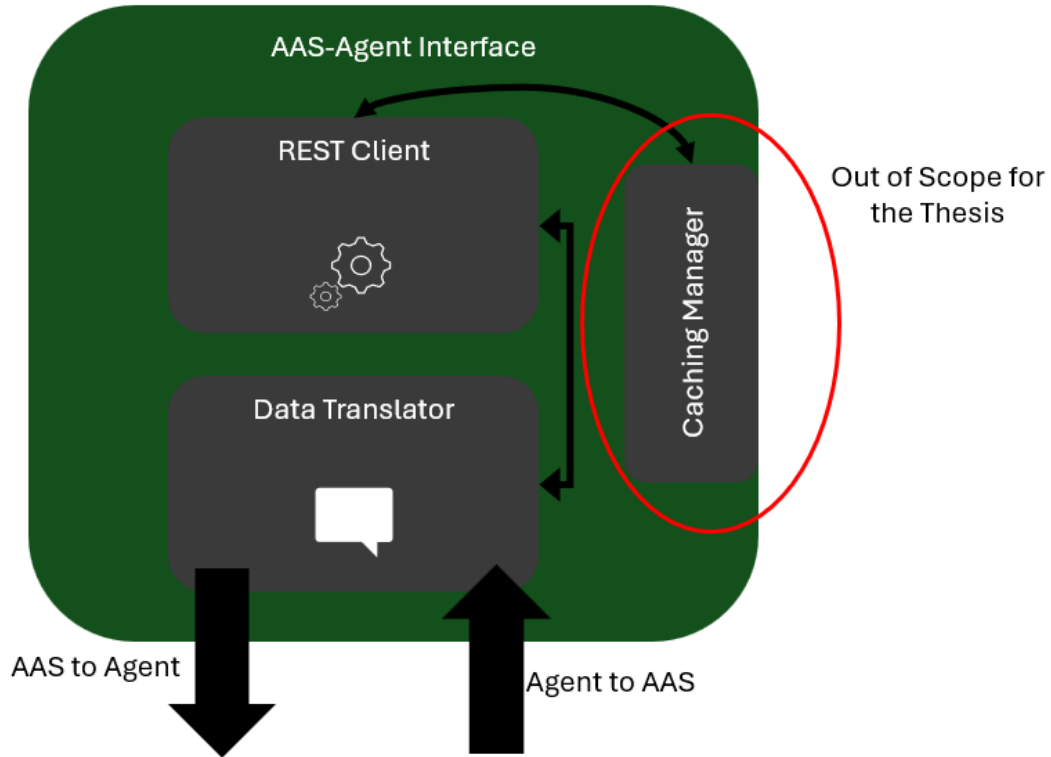 AAS-Agent Interface
REST Client
Out of Scope for
the Thesis
Caching Manager
Data Translator
AAS to Agent
Agent to AAS